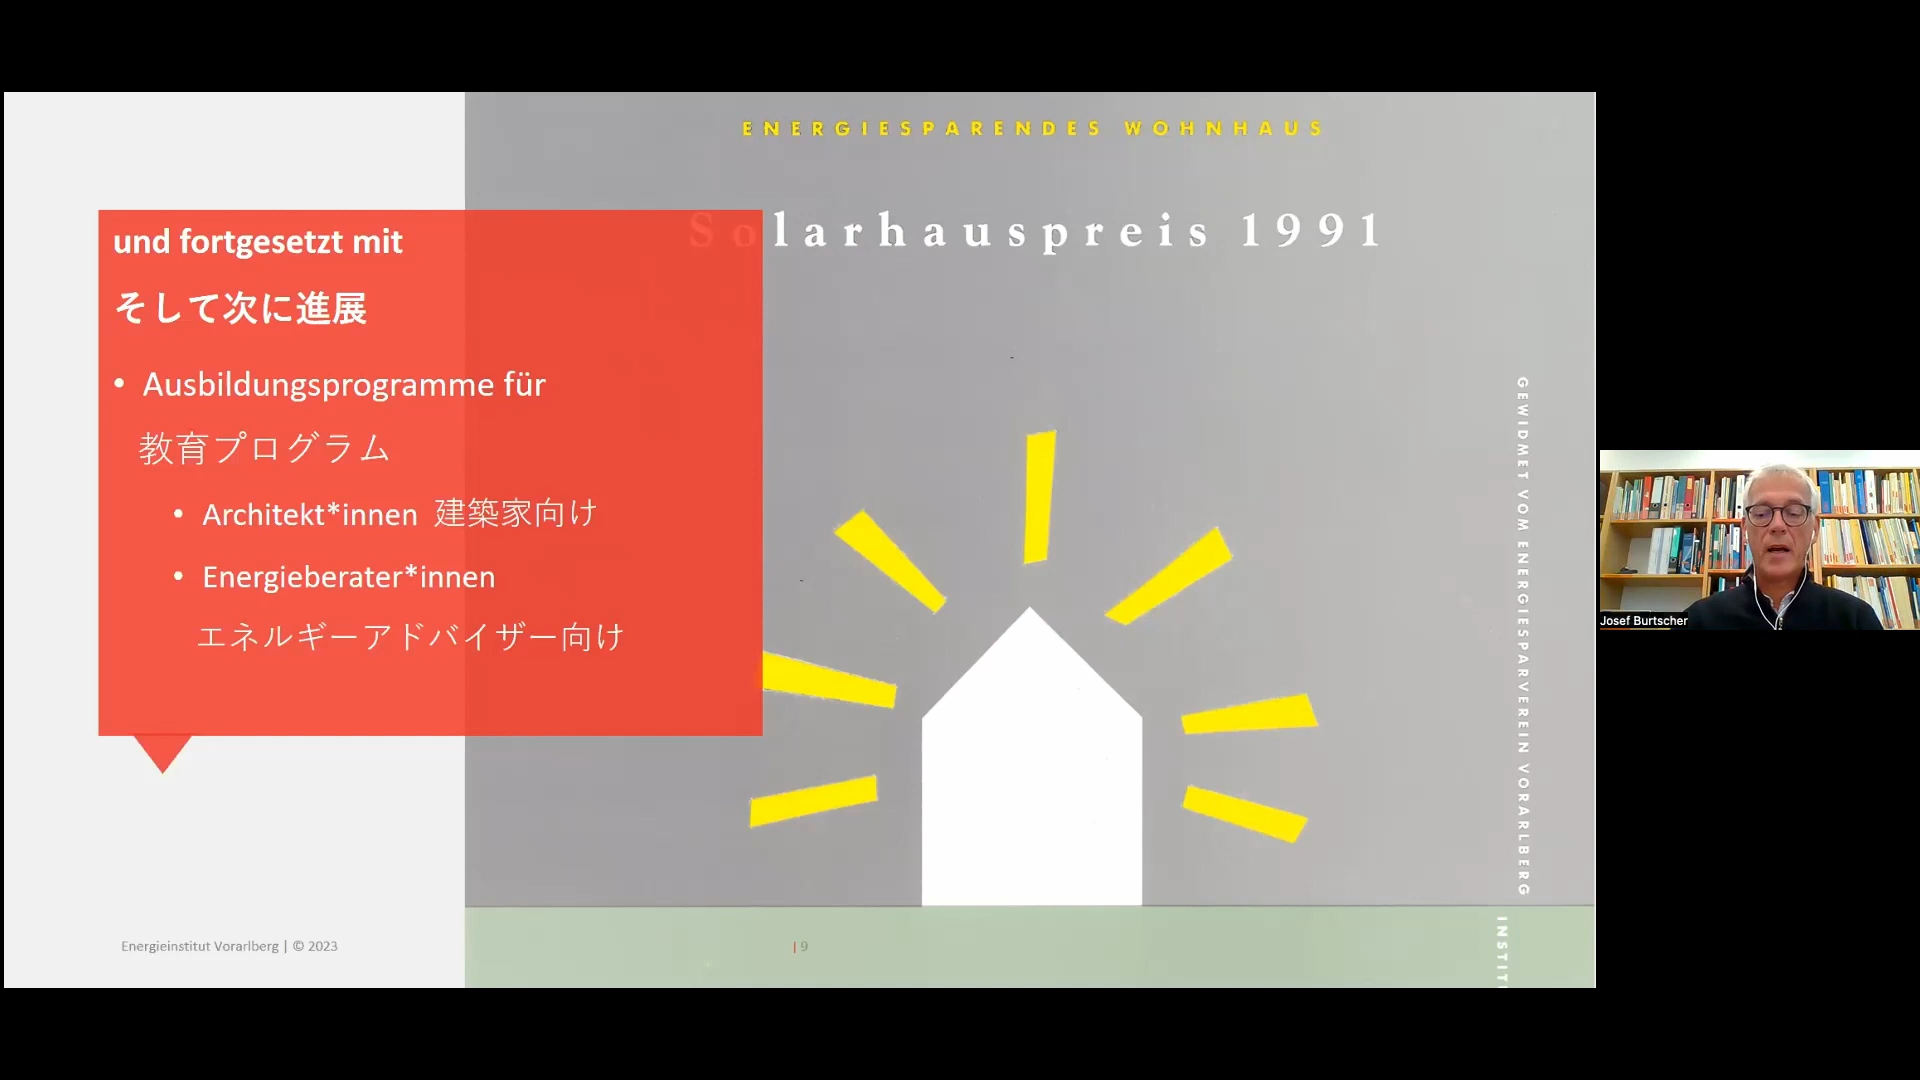 ENERGIESPARENDES WOHNHAUS
Solarhauspreis 1991
und fortgesetzt mit
そして次に進展
• Ausbildungsprogramme für
教育プログラム
• Architekt*innen 建築家向け
• Energieberater*innen
エネルギーアドバイザー向け
GEWIDMET VOM ENERGIESPARVEREIN VORARLBERG
INSTIT
Energieinstitut Vorarlberg | © 2023
| 9
Josef Burtscher